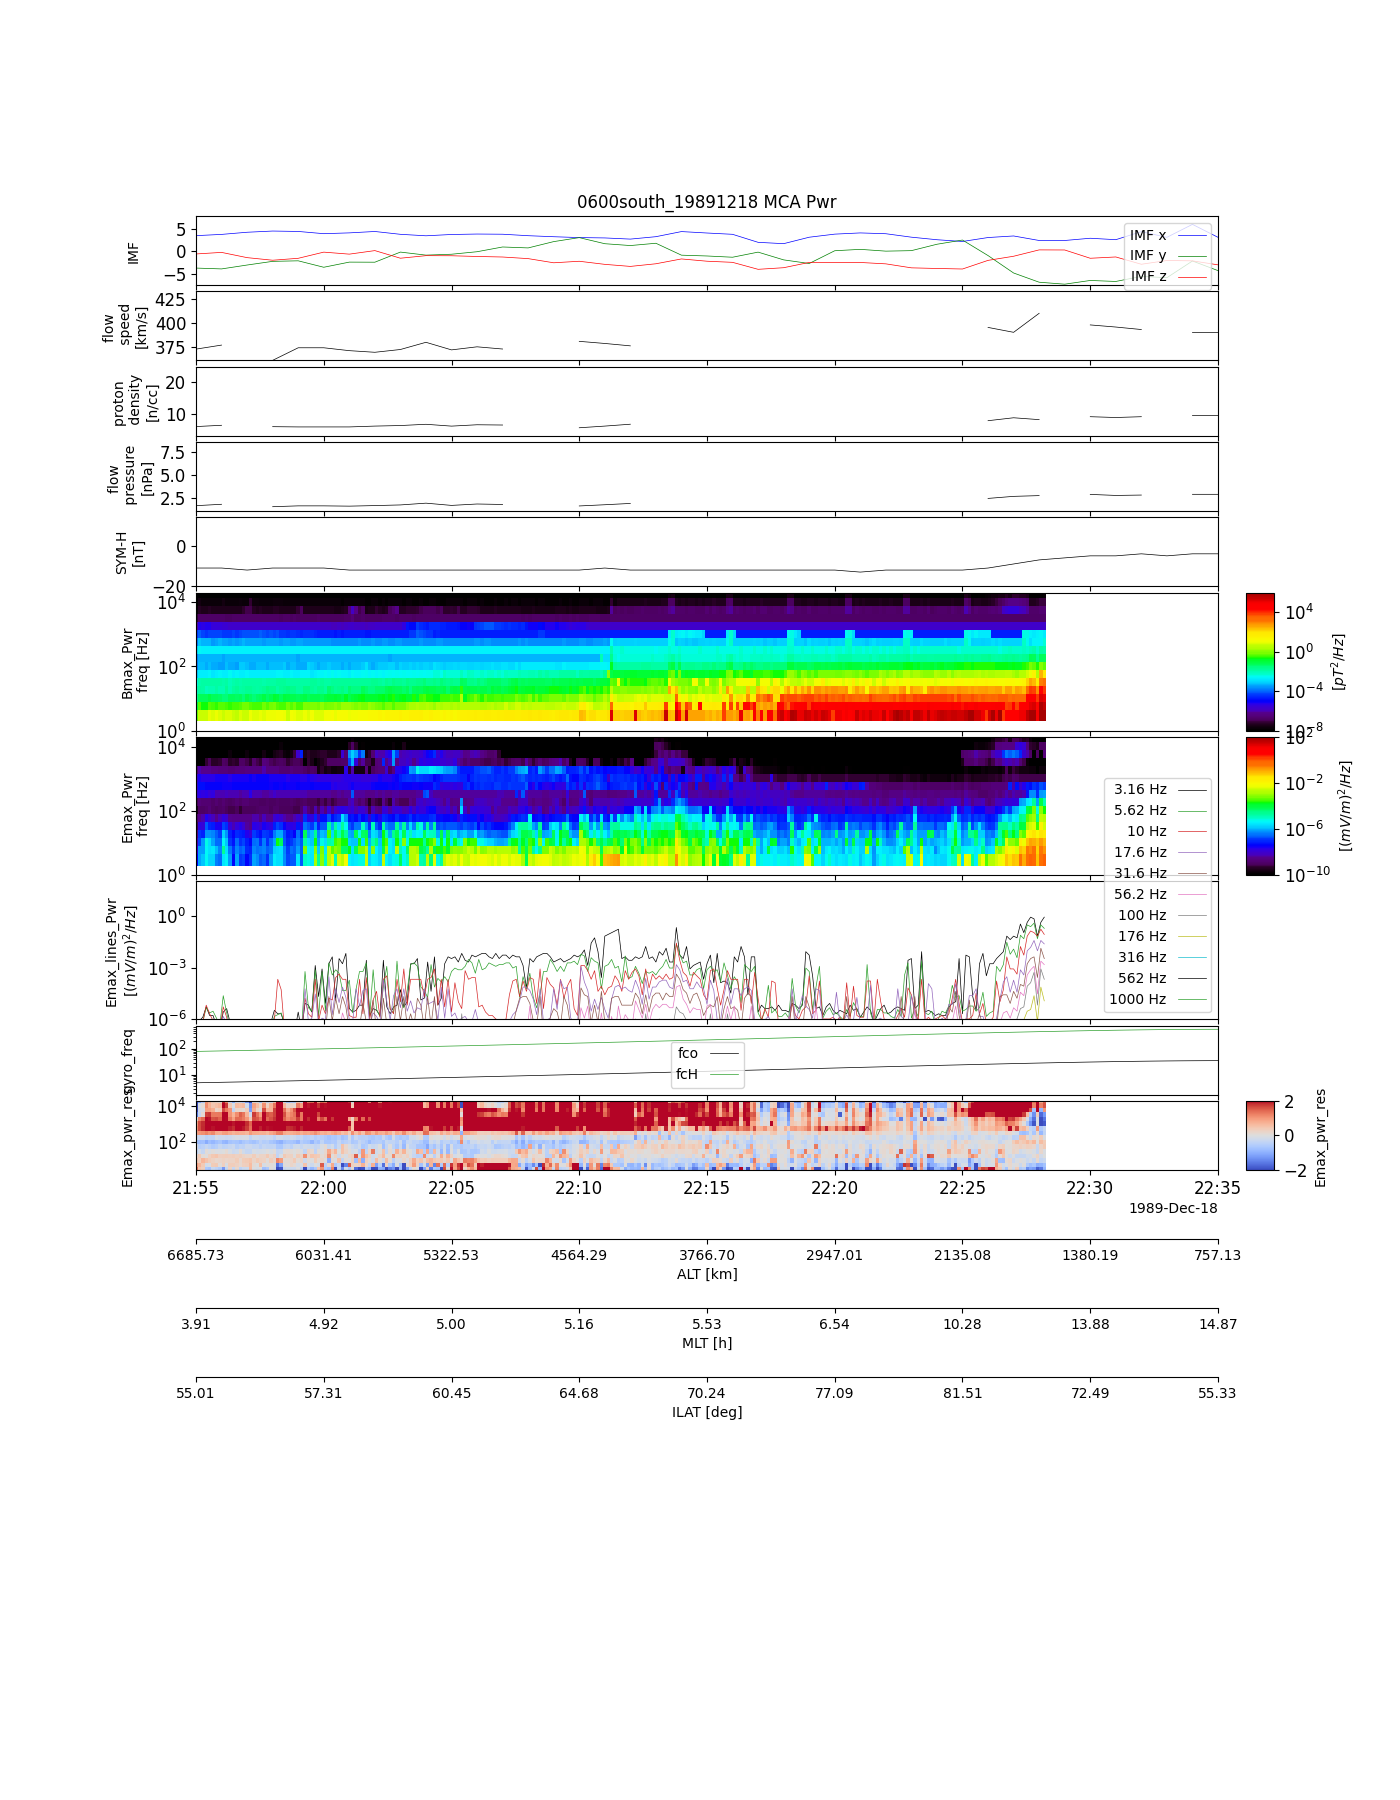 0600south_19891218 MCA Pwr
IMF
5
0
−5
IMF x
IMF y
IMF z
flow
speed
[km/s]
425
400
375
proton
density
[n/cc]
20
10
flow
pressure
[nPa]
7.5
5.0
2.5
SYM-H
[nT]
0
−20
Bmax_Pwr
freq [Hz]
10^4
10^2
10^0
10^4
10^0
10^−4
10^−8
[pT^2/Hz]
Emax_Pwr
freq [Hz]
10^4
10^2
10^0
10^2
10^−2
10^−6
10^−10
[(mV/m)^2/Hz]
3.16 Hz
5.62 Hz
10 Hz
17.6 Hz
31.6 Hz
56.2 Hz
100 Hz
176 Hz
316 Hz
562 Hz
1000 Hz
Emax_lines_Pwr
[(mV/m)^2/Hz]
10^0
10^−3
10^−6
gyro_freq
10^2
10^1
fco
fcH
Emax_pwr_res
10^4
10^2
2
0
−2
Emax_pwr_res
21:55 22:00 22:05 22:10 22:15 22:20 22:25 22:30 22:35
1989-Dec-18
6685.73 6031.41 5322.53 4564.29 3766.70 2947.01 2135.08 1380.19 757.13
ALT [km]
3.91 4.92 5.00 5.16 5.53 6.54 10.28 13.88 14.87
MLT [h]
55.01 57.31 60.45 64.68 70.24 77.09 81.51 72.49 55.33
ILAT [deg]